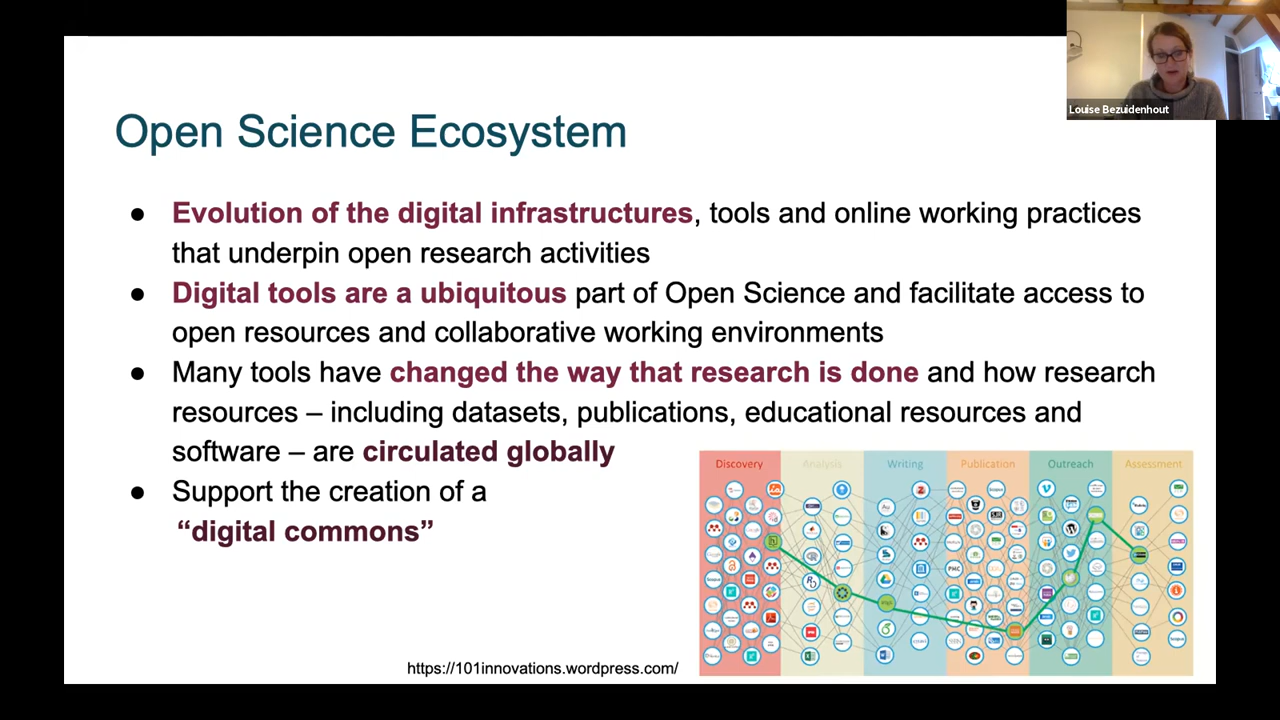 Louise Bezuidenhout
Open Science Ecosystem
● Evolution of the digital infrastructures, tools and online working practices
that underpin open research activities
● Digital tools are a ubiquitous part of Open Science and facilitate access to
open resources and collaborative working environments
● Many tools have changed the way that research is done and how research
resources – including datasets, publications, educational resources and
software – are circulated globally
● Support the creation of a
“digital commons”
Discovery Analysis Writing Publication Outreach Assessment
PMC
https://101innovations.wordpress.com/